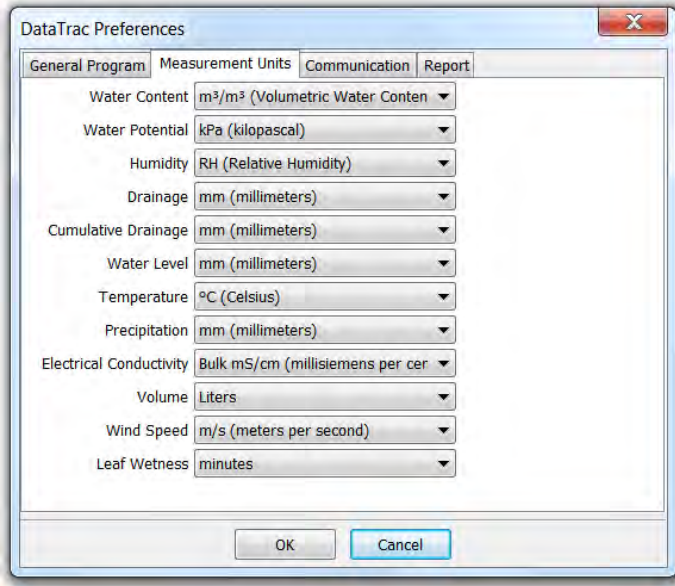 DataTrac Preferences
General Program Measurement Units Communication Report
Water Content m³/m³ (Volumetric Water Conten
Water Potential kPa (kilopascal)
Humidity RH (Relative Humidity)
Drainage mm (millimeters)
Cumulative Drainage mm (millimeters)
Water Level mm (millimeters)
Temperature ºC (Celsius)
Precipitation mm (millimeters)
Electrical Conductivity Bulk mS/cm (millisiemens per cer
Volume Liters
Wind Speed m/s (meters per second)
Leaf Wetness minutes
OK Cancel